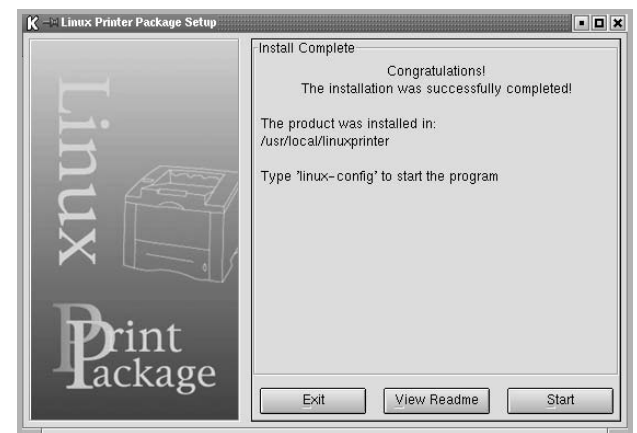 Linux Printer Package Setup
Linux
Print
Package
Install Complete
Congratulations!
The installation was successfully completed!
The product was installed in:
/usr/local/linuxprinter
Type 'linux-config' to start the program
Exit
View Readme
Start